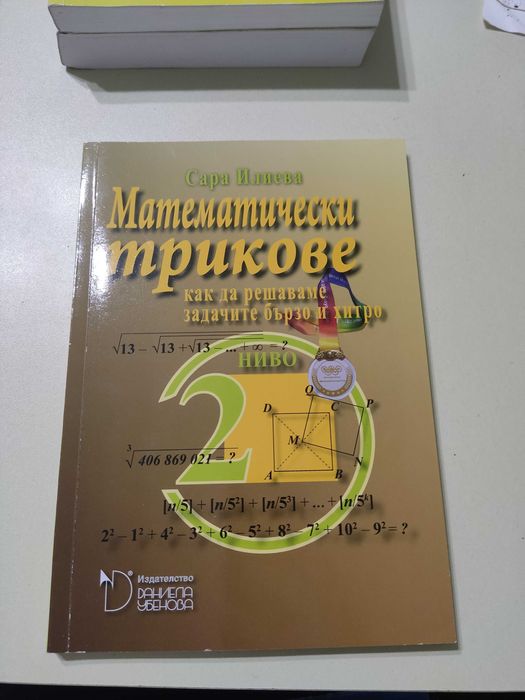 Сара Илиева
Математически
трикове
как да решаваме
задачите бързо и хитро
√13 – √13 + √13 – ... + ∞ = ?
НИВО
2
Q
D C P
M
N
A B
³√406 869 021 = ?
[n/5] + [n/5²] + [n/5³] + ... + [n/5ᵏ]
2² – 1² + 4² – 3² + 6² – 5² + 8² – 7² + 10² – 9² = ?
Издателство
ДАНИЕЛА
УБЕНОВА